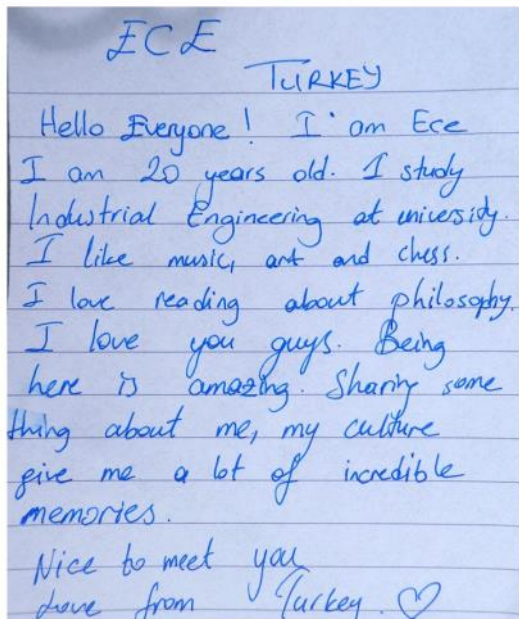 ECE
TURKEY
Hello Everyone! I'am Ece
I am 20 years old. I study
Industrial Engineering at university.
I like music, art and chess.
I love reading about philosophy.
I love you guys. Being
here is amazing. Sharing some
thing about me, my culture
give me a lot of incredible
memories.
Nice to meet you
Love from Turkey. ♡